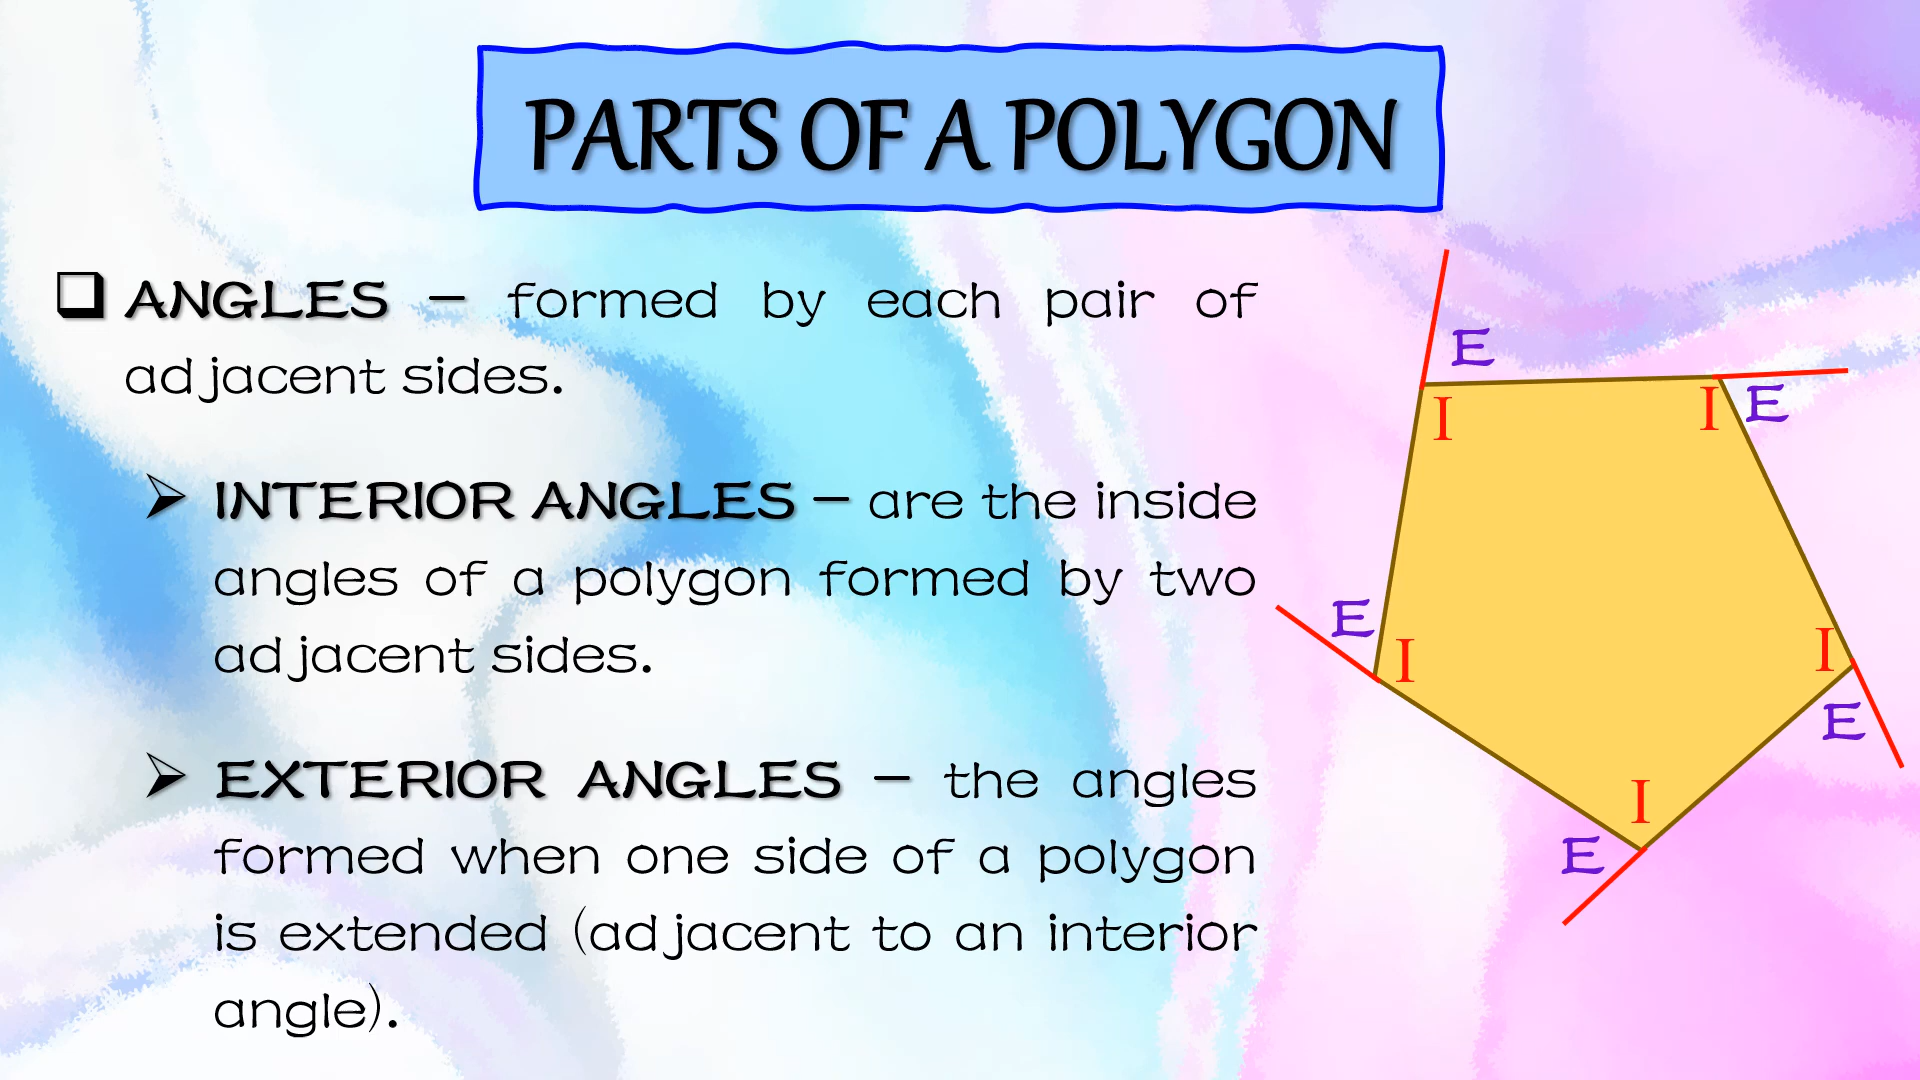 PARTS OF A POLYGON
ANGLES – formed by each pair of
adjacent sides.
INTERIOR ANGLES – are the inside
angles of a polygon formed by two
adjacent sides.
EXTERIOR ANGLES – the angles
formed when one side of a polygon
is extended (adjacent to an interior
angle).
E
I
I
E
E
I
I
E
I
E